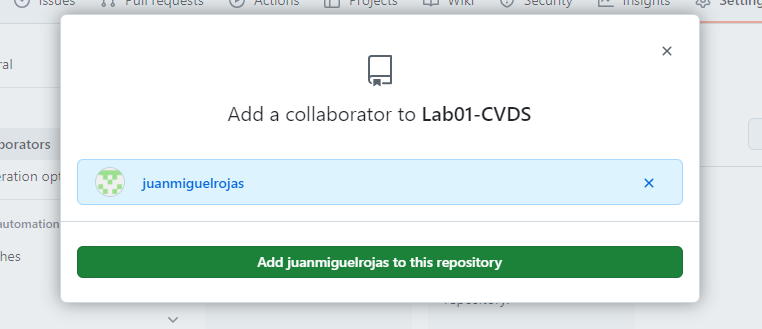 Issues Pull requests Actions Projects Wiki Security Insights
Add a collaborator to Lab01-CVDS
juanmiguelrojas
Add juanmiguelrojas to this repository
repository.